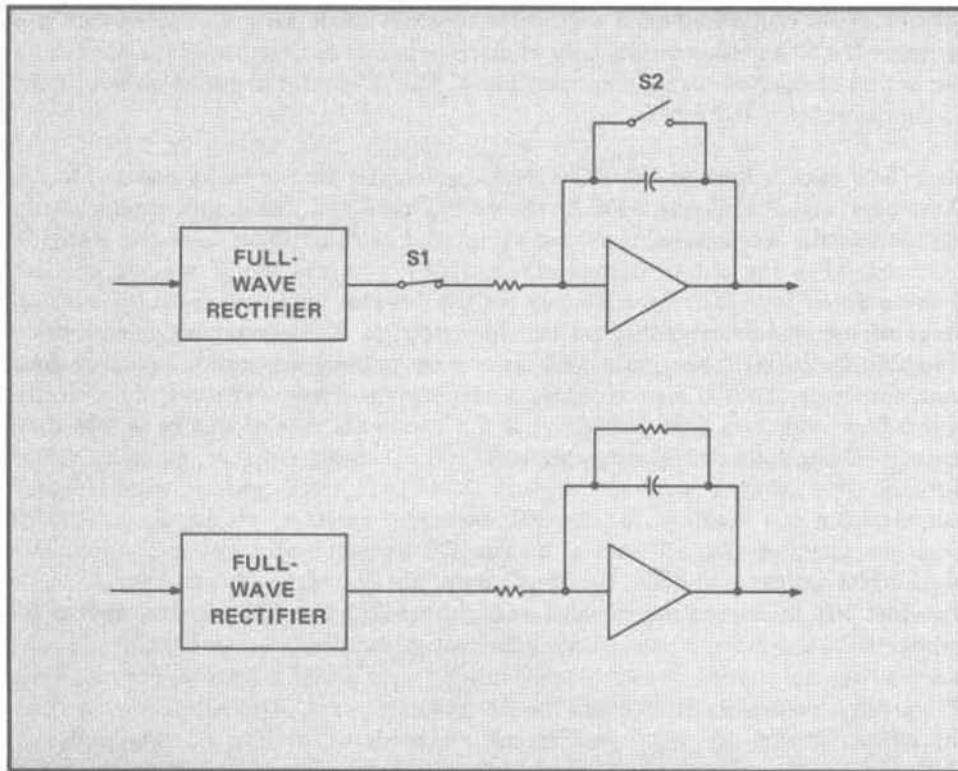 S2
FULL-
WAVE
RECTIFIER
S1
FULL-
WAVE
RECTIFIER